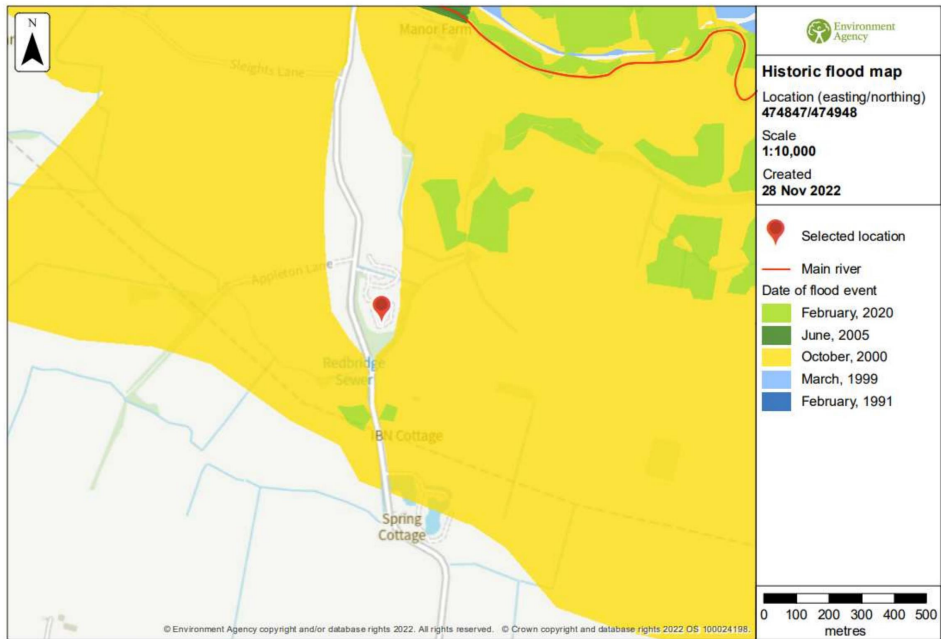 N
Manor Farm
Sleights Lane
Appleton Lane
Redbridge
Sewer
IBN Cottage
Spring
Cottage
© Environment Agency copyright and/or database rights 2022. All rights reserved. © Crown copyright and database rights 2022 OS 100024198.
Environment
Agency
Historic flood map
Location (easting/northing)
474847/474948
Scale
1:10,000
Created
28 Nov 2022
Selected location
Main river
Date of flood event
February, 2020
June, 2005
October, 2000
March, 1999
February, 1991
0 100 200 300 400 500
metres